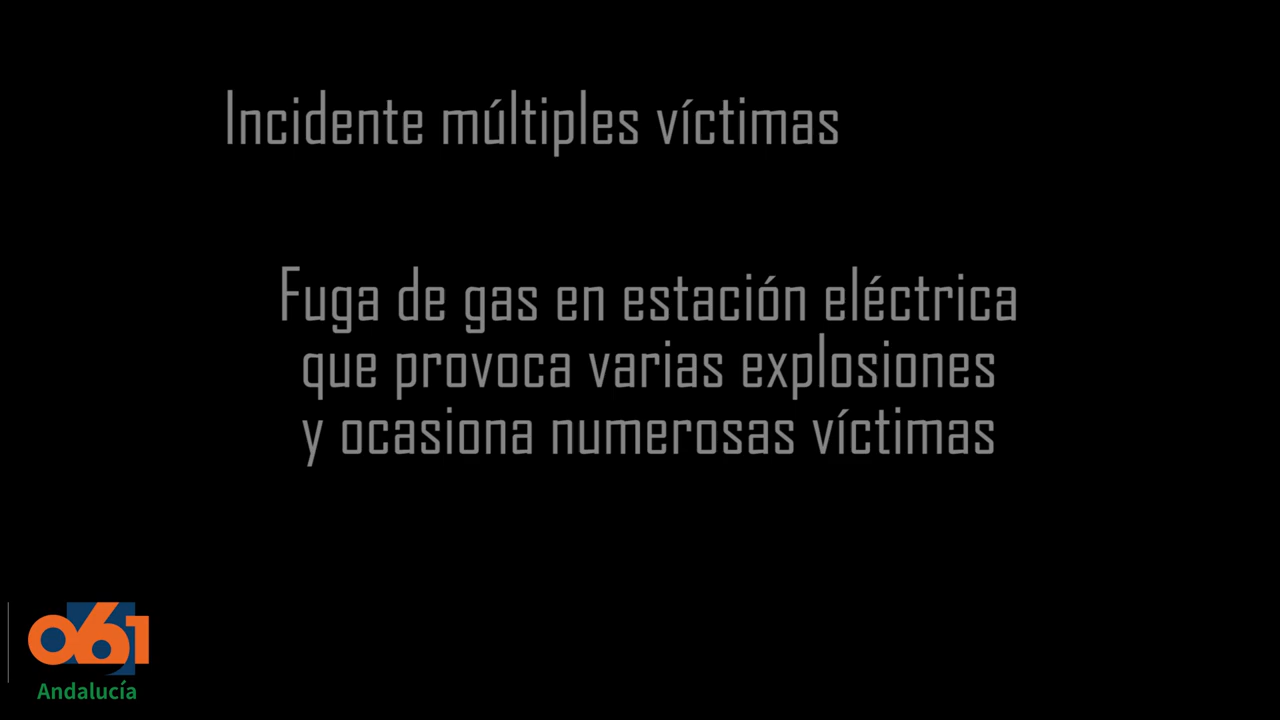 Incidente múltiples víctimas
Fuga de gas en estación eléctrica
que provoca varias explosiones
y ocasiona numerosas víctimas
061
Andalucía